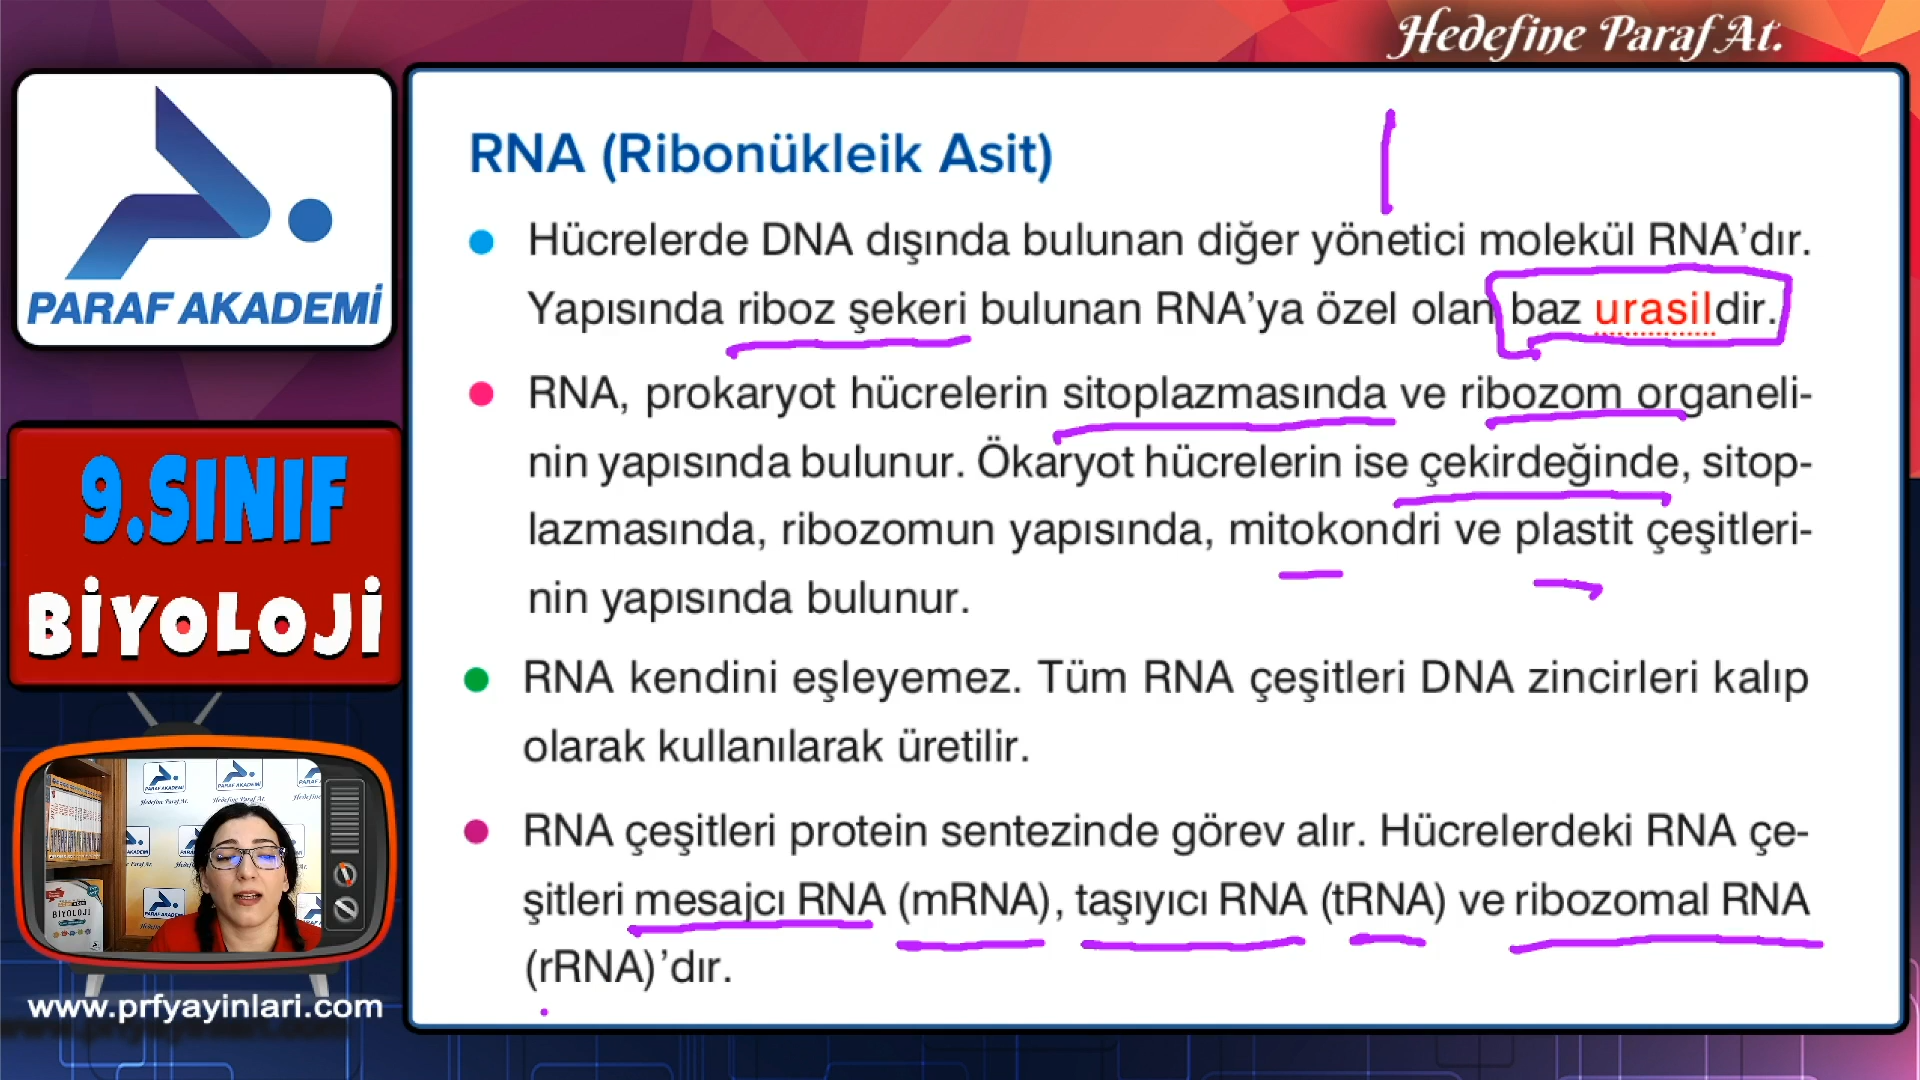 Hedefine Paraf At.
PARAF AKADEMİ
9.SINIF
BİYOLOJİ
www.prfyayinlari.com
RNA (Ribonükleik Asit)
Hücrelerde DNA dışında bulunan diğer yönetici molekül RNA’dır.
Yapısında riboz şekeri bulunan RNA’ya özel olan baz urasildir.
RNA, prokaryot hücrelerin sitoplazmasında ve ribozom organeli-
nin yapısında bulunur. Ökaryot hücrelerin ise çekirdeğinde, sitop-
lazmasında, ribozomun yapısında, mitokondri ve plastit çeşitleri-
nin yapısında bulunur.
RNA kendini eşleyemez. Tüm RNA çeşitleri DNA zincirleri kalıp
olarak kullanılarak üretilir.
RNA çeşitleri protein sentezinde görev alır. Hücrelerdeki RNA çe-
şitleri mesajcı RNA (mRNA), taşıyıcı RNA (tRNA) ve ribozomal RNA
(rRNA)’dır.